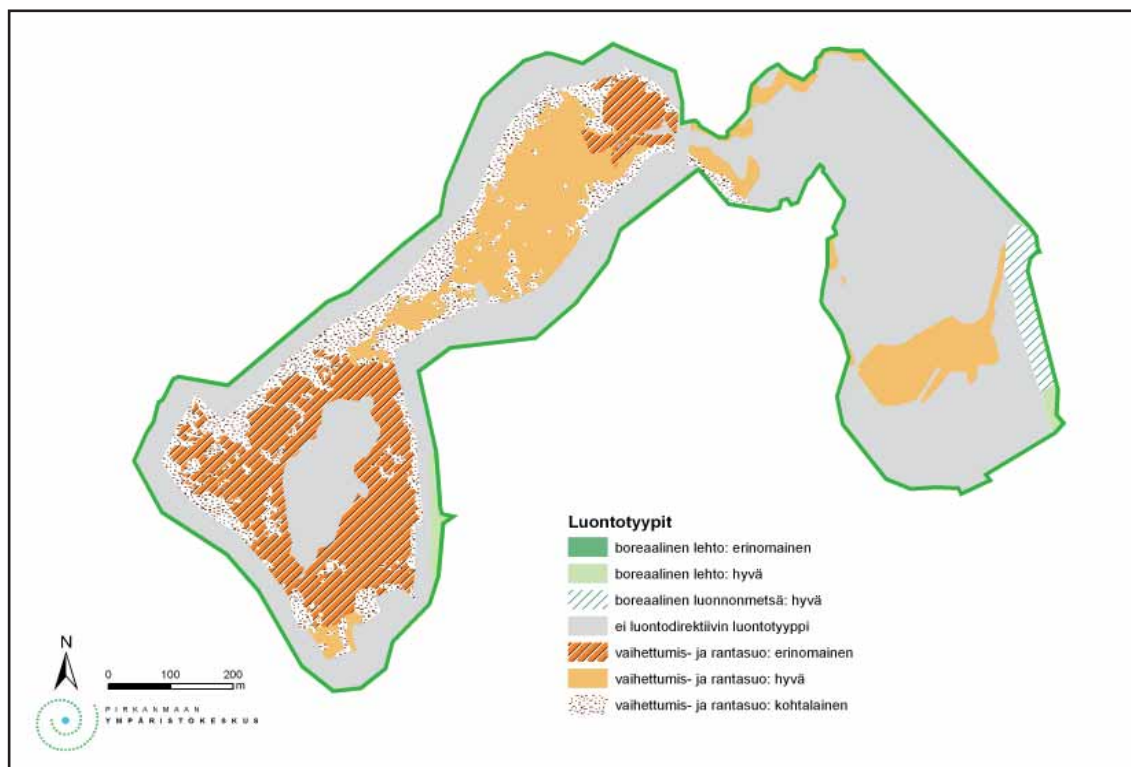 Luontotyypit
boreaalinen lehto: erinomainen
boreaalinen lehto: hyvä
boreaalinen luonnonmetsä: hyvä
ei luontodirektiivin luontotyyppi
vaihettumis- ja rantasuo: erinomainen
vaihettumis- ja rantasuo: hyvä
vaihettumis- ja rantasuo: kohtalainen
N
0 100 200
m
PIRKANMAAN
YMPÄRISTÖKESKUS